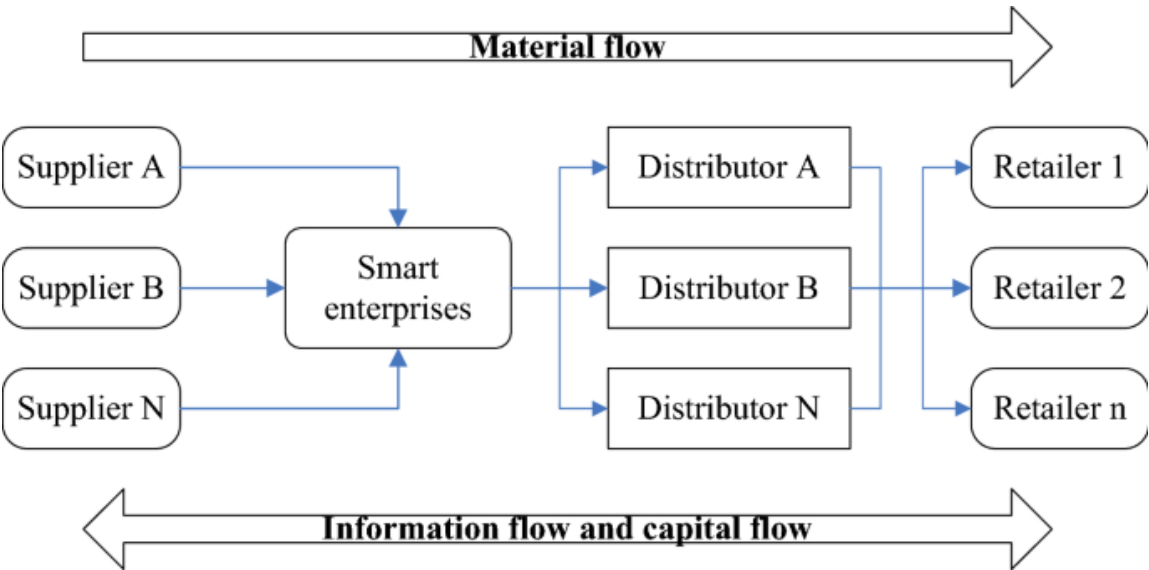 Material flow
Supplier A
Distributor A
Retailer 1
Smart
enterprises
Supplier B
Distributor B
Retailer 2
Supplier N
Distributor N
Retailer n
Information flow and capital flow